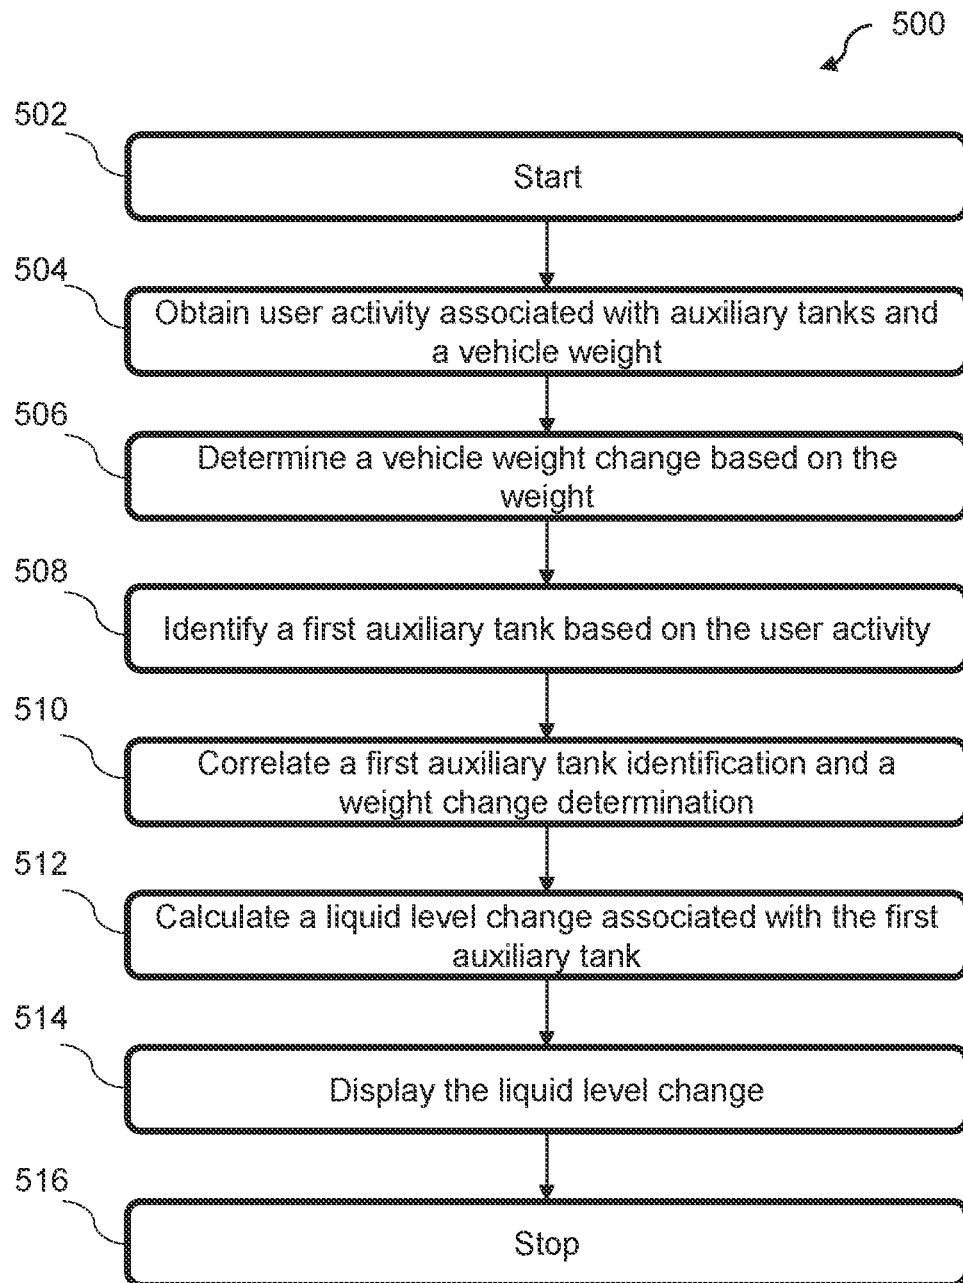 500
502
Start
504
Obtain user activity associated with auxiliary tanks and
a vehicle weight
506
Determine a vehicle weight change based on the
weight
508
Identify a first auxiliary tank based on the user activity
510
Correlate a first auxiliary tank identification and a
weight change determination
512
Calculate a liquid level change associated with the first
auxiliary tank
514
Display the liquid level change
516
Stop